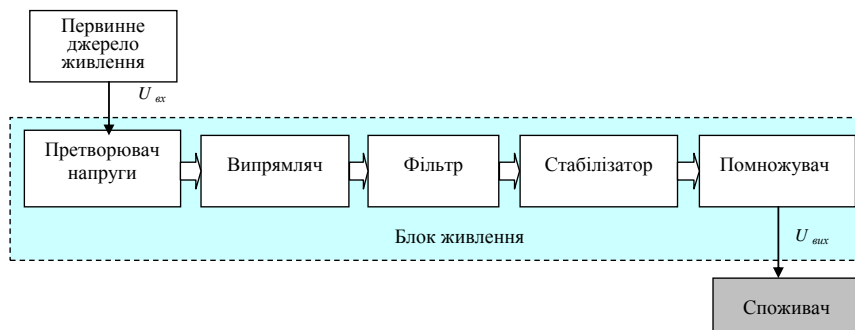 Первинне
джерело
живлення
U вх
Претворювач
напруги
Випрямляч
Фільтр
Стабілізатор
Помножувач
Блок живлення
U вих
Споживач